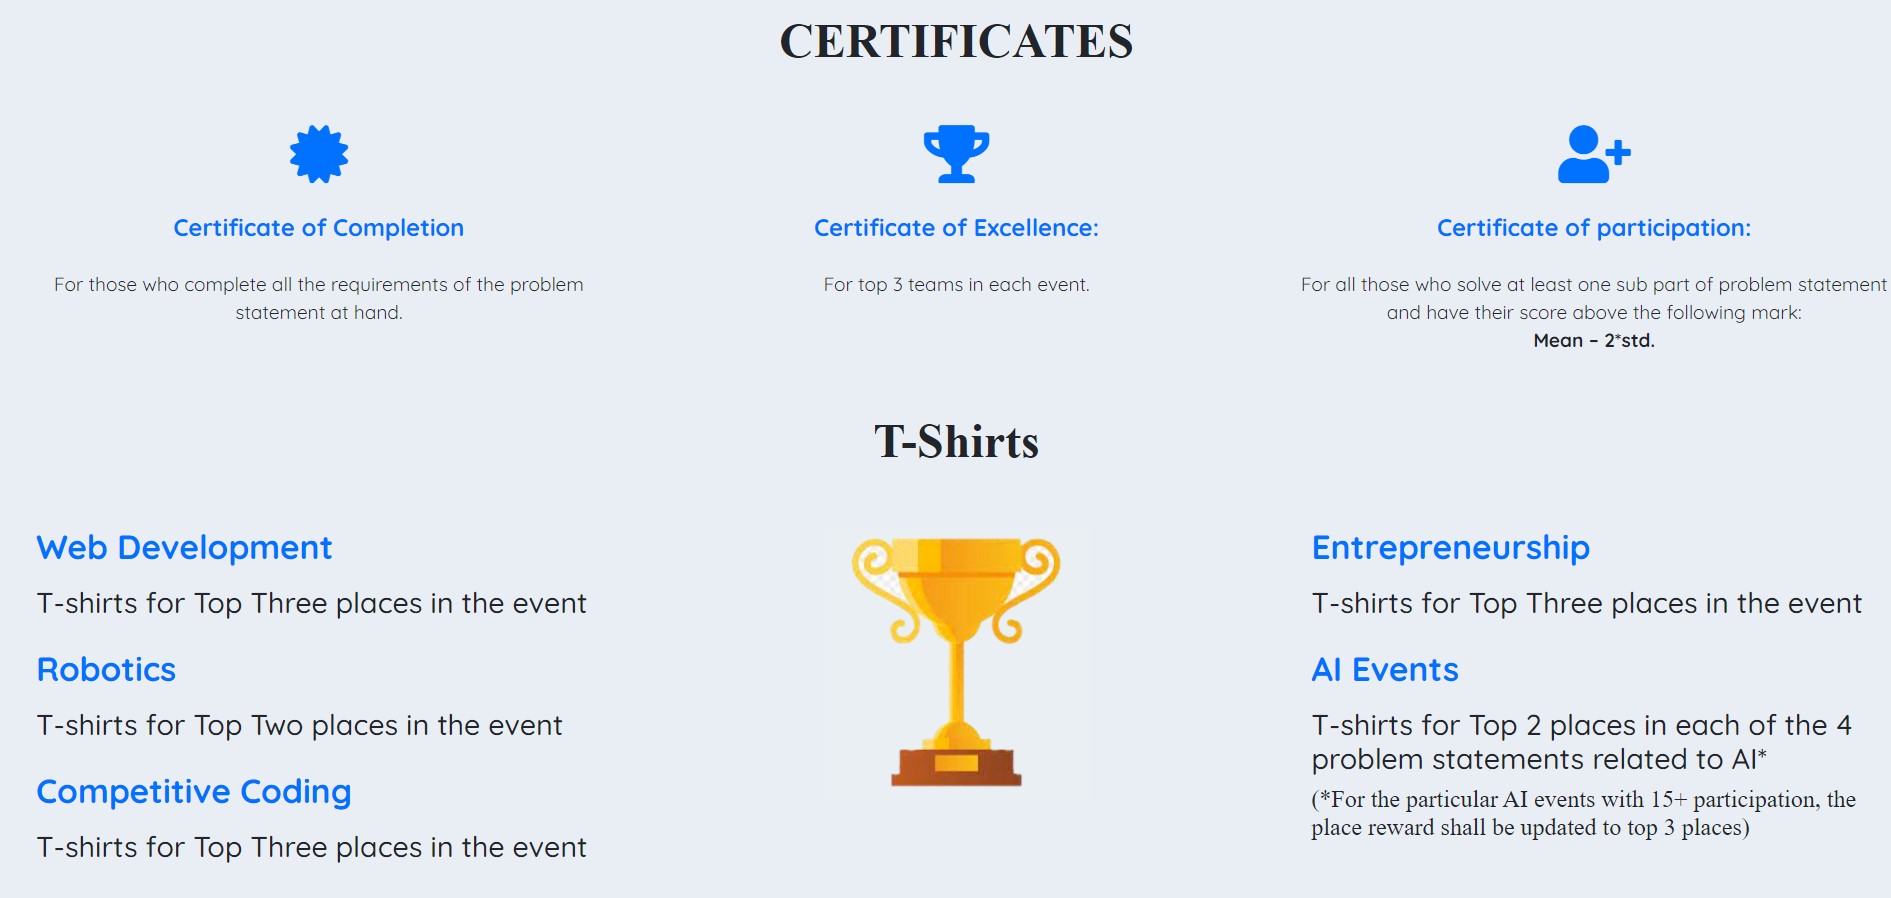 CERTIFICATES
Certificate of Completion
For those who complete all the requirements of the problem
statement at hand.
Certificate of Excellence:
For top 3 teams in each event.
Certificate of participation:
For all those who solve at least one sub part of problem statement
and have their score above the following mark:
Mean – 2*std.
T-Shirts
Web Development
T-shirts for Top Three places in the event
Robotics
T-shirts for Top Two places in the event
Competitive Coding
T-shirts for Top Three places in the event
Entrepreneurship
T-shirts for Top Three places in the event
AI Events
T-shirts for Top 2 places in each of the 4
problem statements related to AI*
(*For the particular AI events with 15+ participation, the
place reward shall be updated to top 3 places)